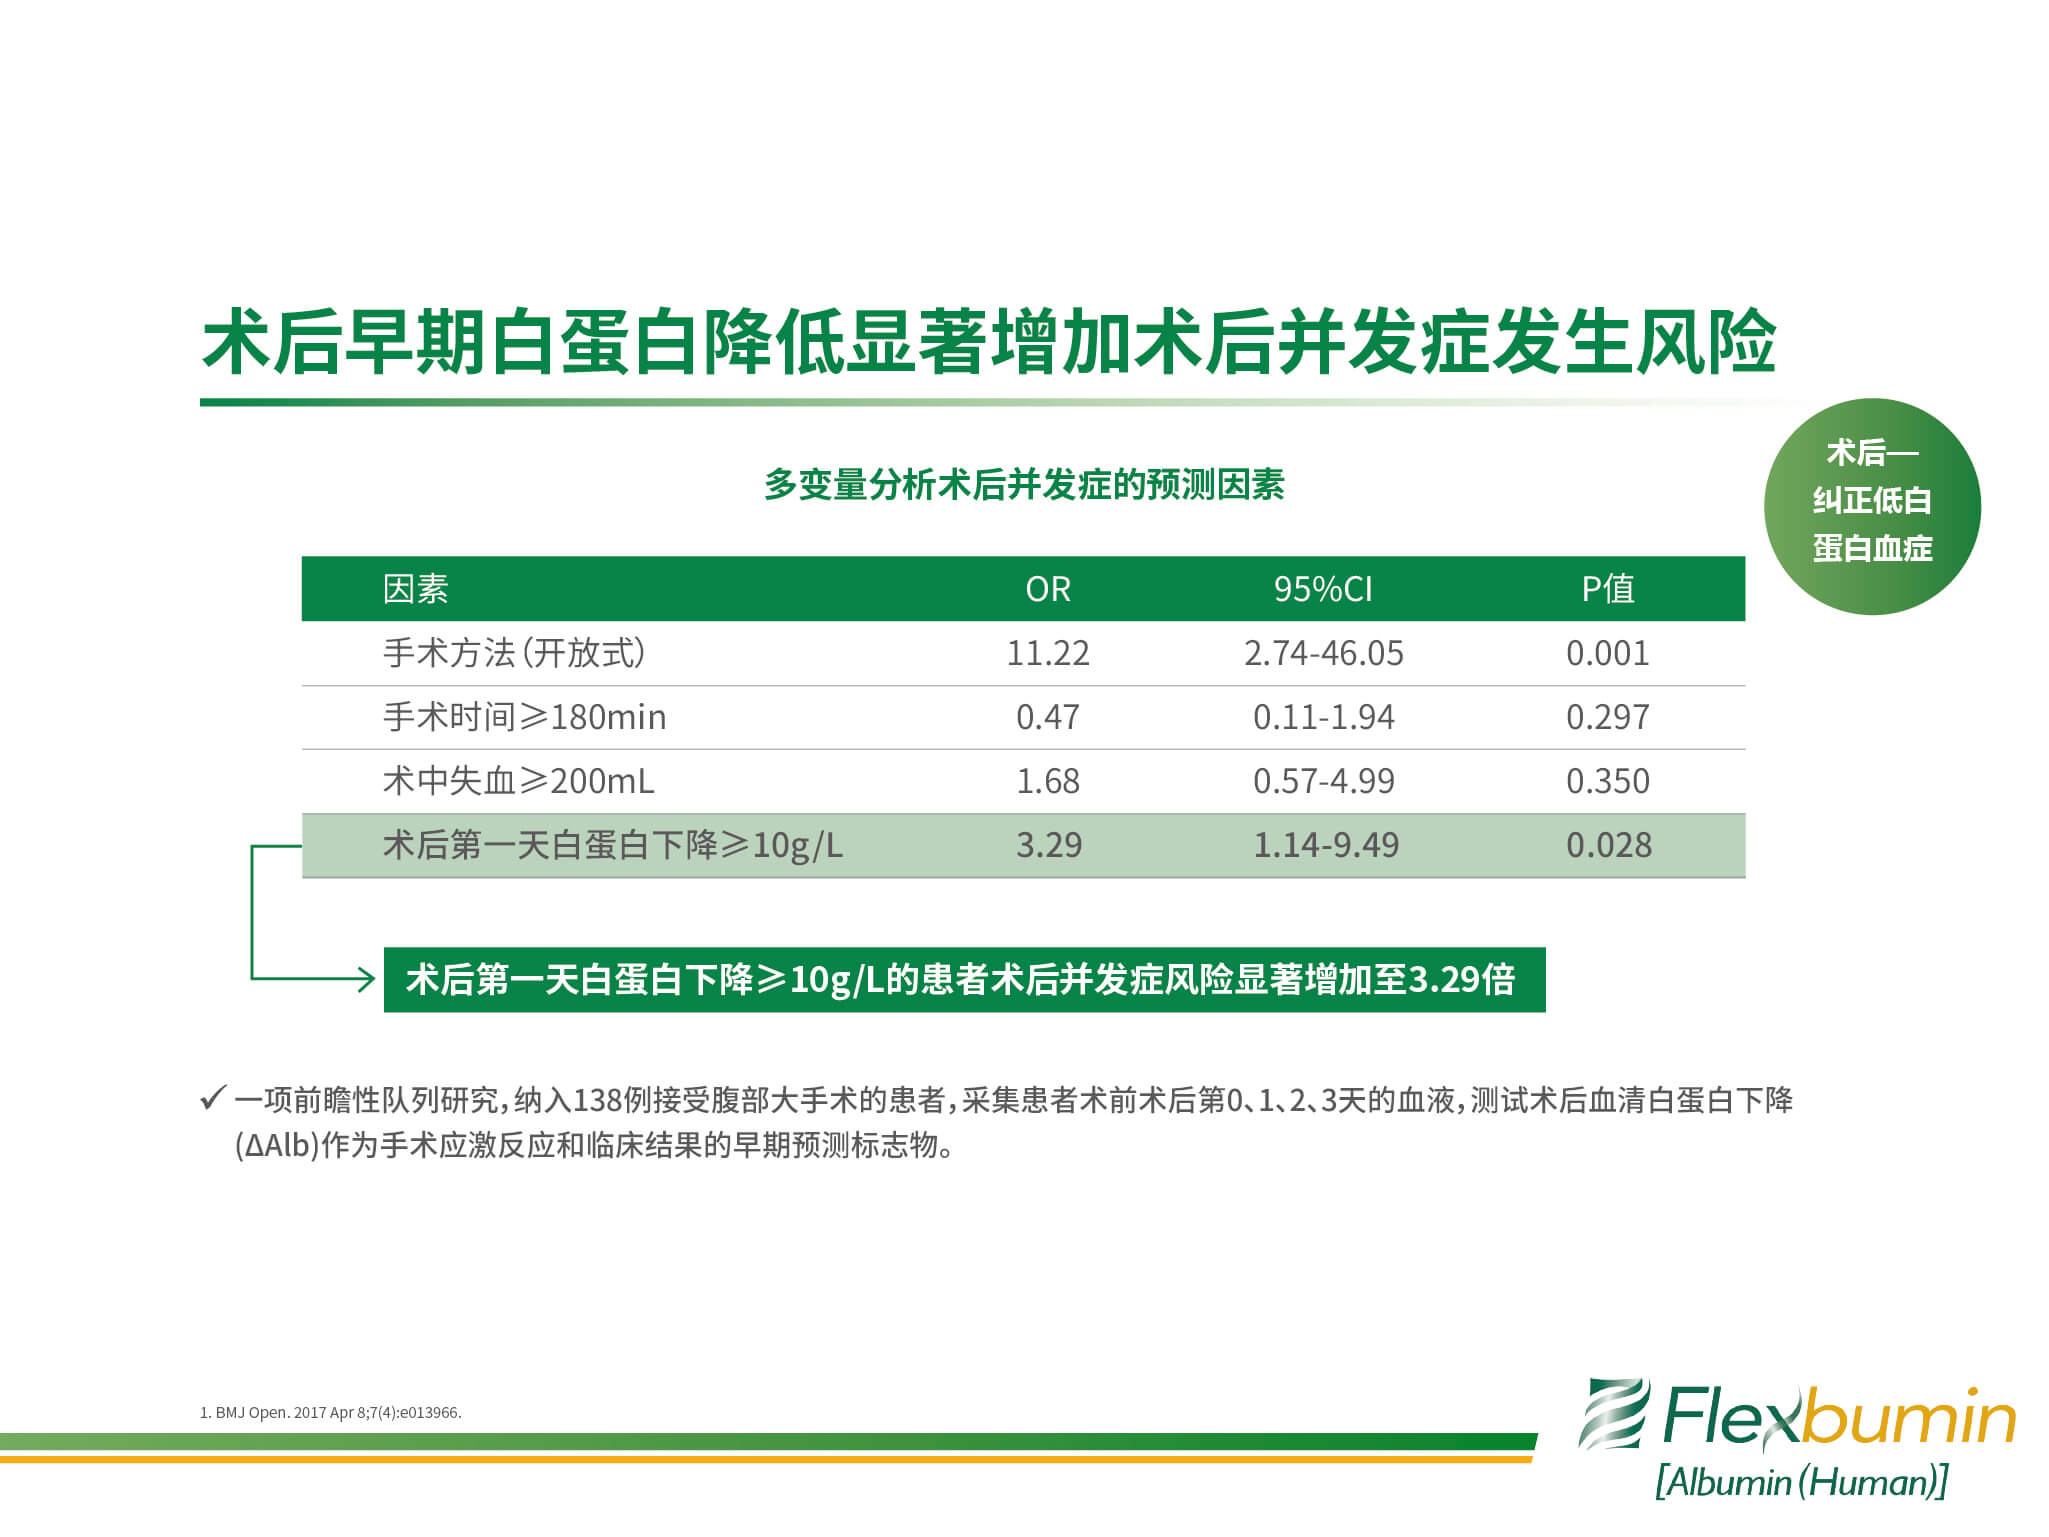 术后早期白蛋白降低显著增加术后并发症发生风险
术后—
纠正低白
蛋白血症
多变量分析术后并发症的预测因素
因素 OR 95%CI P值
手术方法（开放式） 11.22 2.74-46.05 0.001
手术时间≥180min 0.47 0.11-1.94 0.297
术中失血≥200mL 1.68 0.57-4.99 0.350
术后第一天白蛋白下降≥10g/L 3.29 1.14-9.49 0.028
术后第一天白蛋白下降≥10g/L的患者术后并发症风险显著增加至3.29倍
✓ 一项前瞻性队列研究，纳入138例接受腹部大手术的患者，采集患者术前术后第0、1、2、3天的血液，测试术后血清白蛋白下降
(ΔAlb)作为手术应激反应和临床结果的早期预测标志物。
1. BMJ Open. 2017 Apr 8;7(4):e013966.
Flexbumin
[Albumin (Human)]